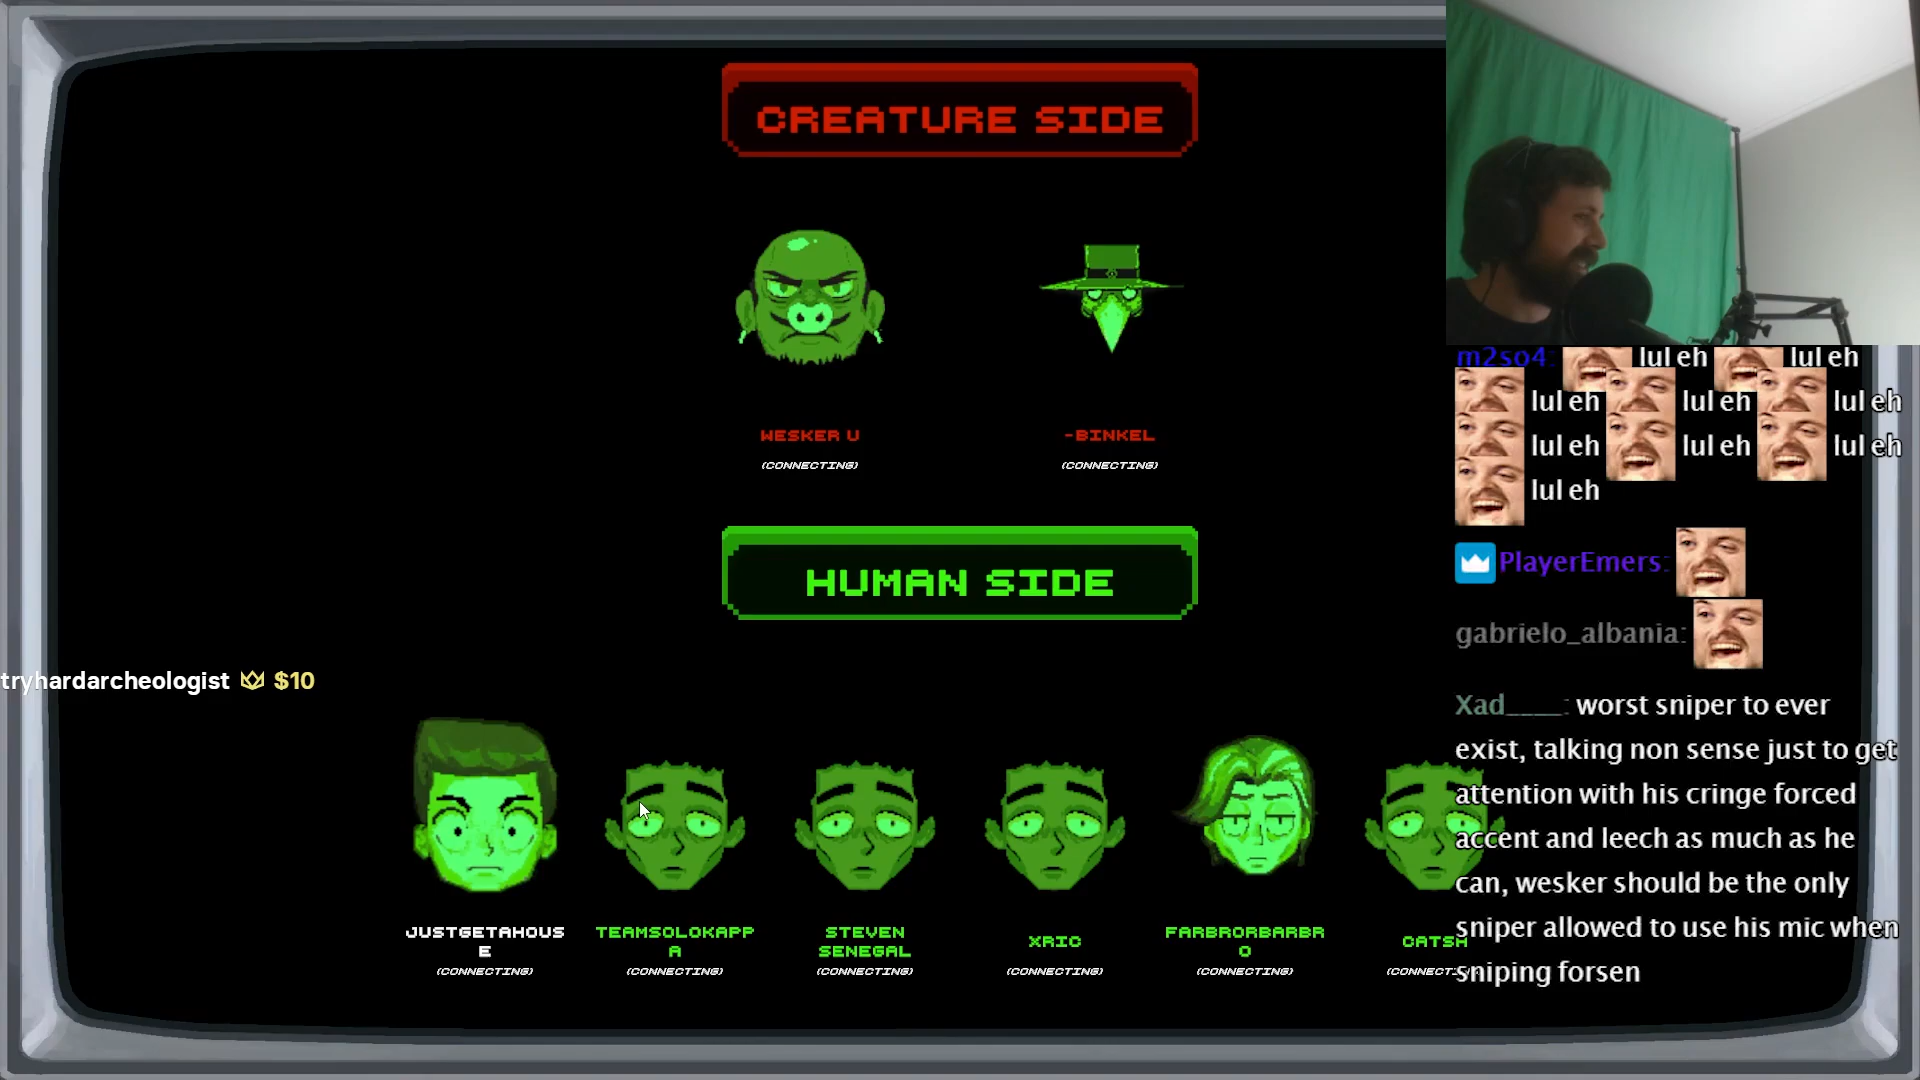 CREATURE SIDE
WESKER U
-BINKEL
(CONNECTING)
(CONNECTING)
HUMAN SIDE
tryhardarcheologist $10
JUSTGETAHOUS
E
(CONNECTING)
TEAMSOLOKAPP
A
(CONNECTING)
STEVEN
SENEGAL
(CONNECTING)
XRIC
(CONNECTING)
FARBRORBARBR
O
(CONNECTING)
m2so4: lul eh lul eh
lul eh lul eh lul eh
lul eh lul eh lul eh
lul eh
PlayerEmers:
gabrielo_albania:
Xad____: worst sniper to ever
exist, talking non sense just to get
attention with his cringe forced
accent and leech as much as he
can, wesker should be the only
sniper allowed to use his mic when
sniping forsen